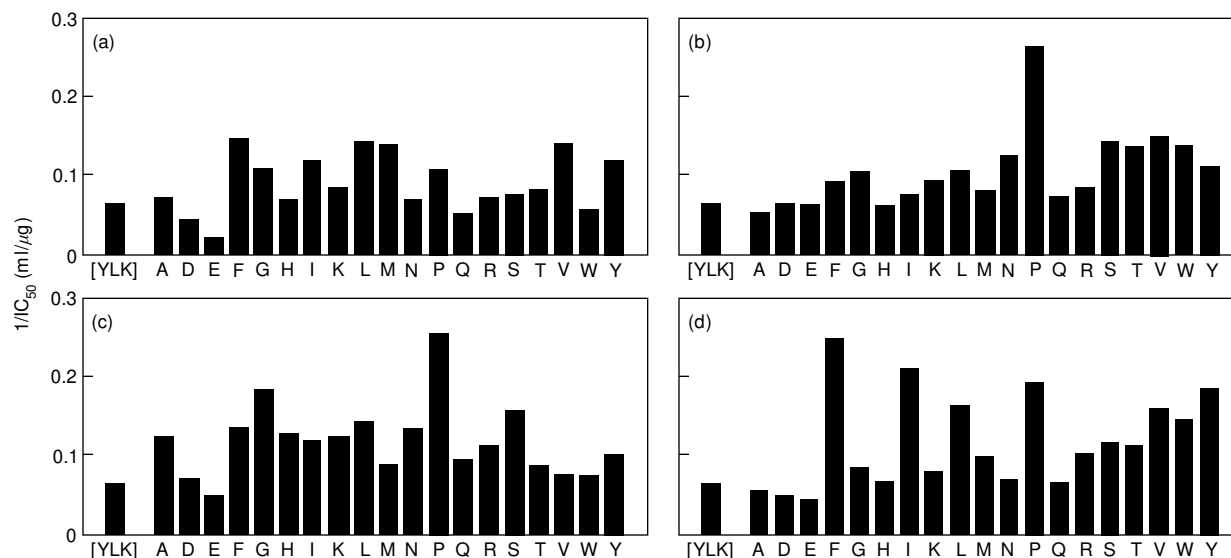 0.3
(a)
(b)
0.2
0.1
0
[YLK] A D E F G H I K L M N P Q R S T V W Y
[YLK] A D E F G H I K L M N P Q R S T V W Y
1/IC50 (ml/μg)
0.3
(c)
(d)
0.2
0.1
0
[YLK] A D E F G H I K L M N P Q R S T V W Y
[YLK] A D E F G H I K L M N P Q R S T V W Y